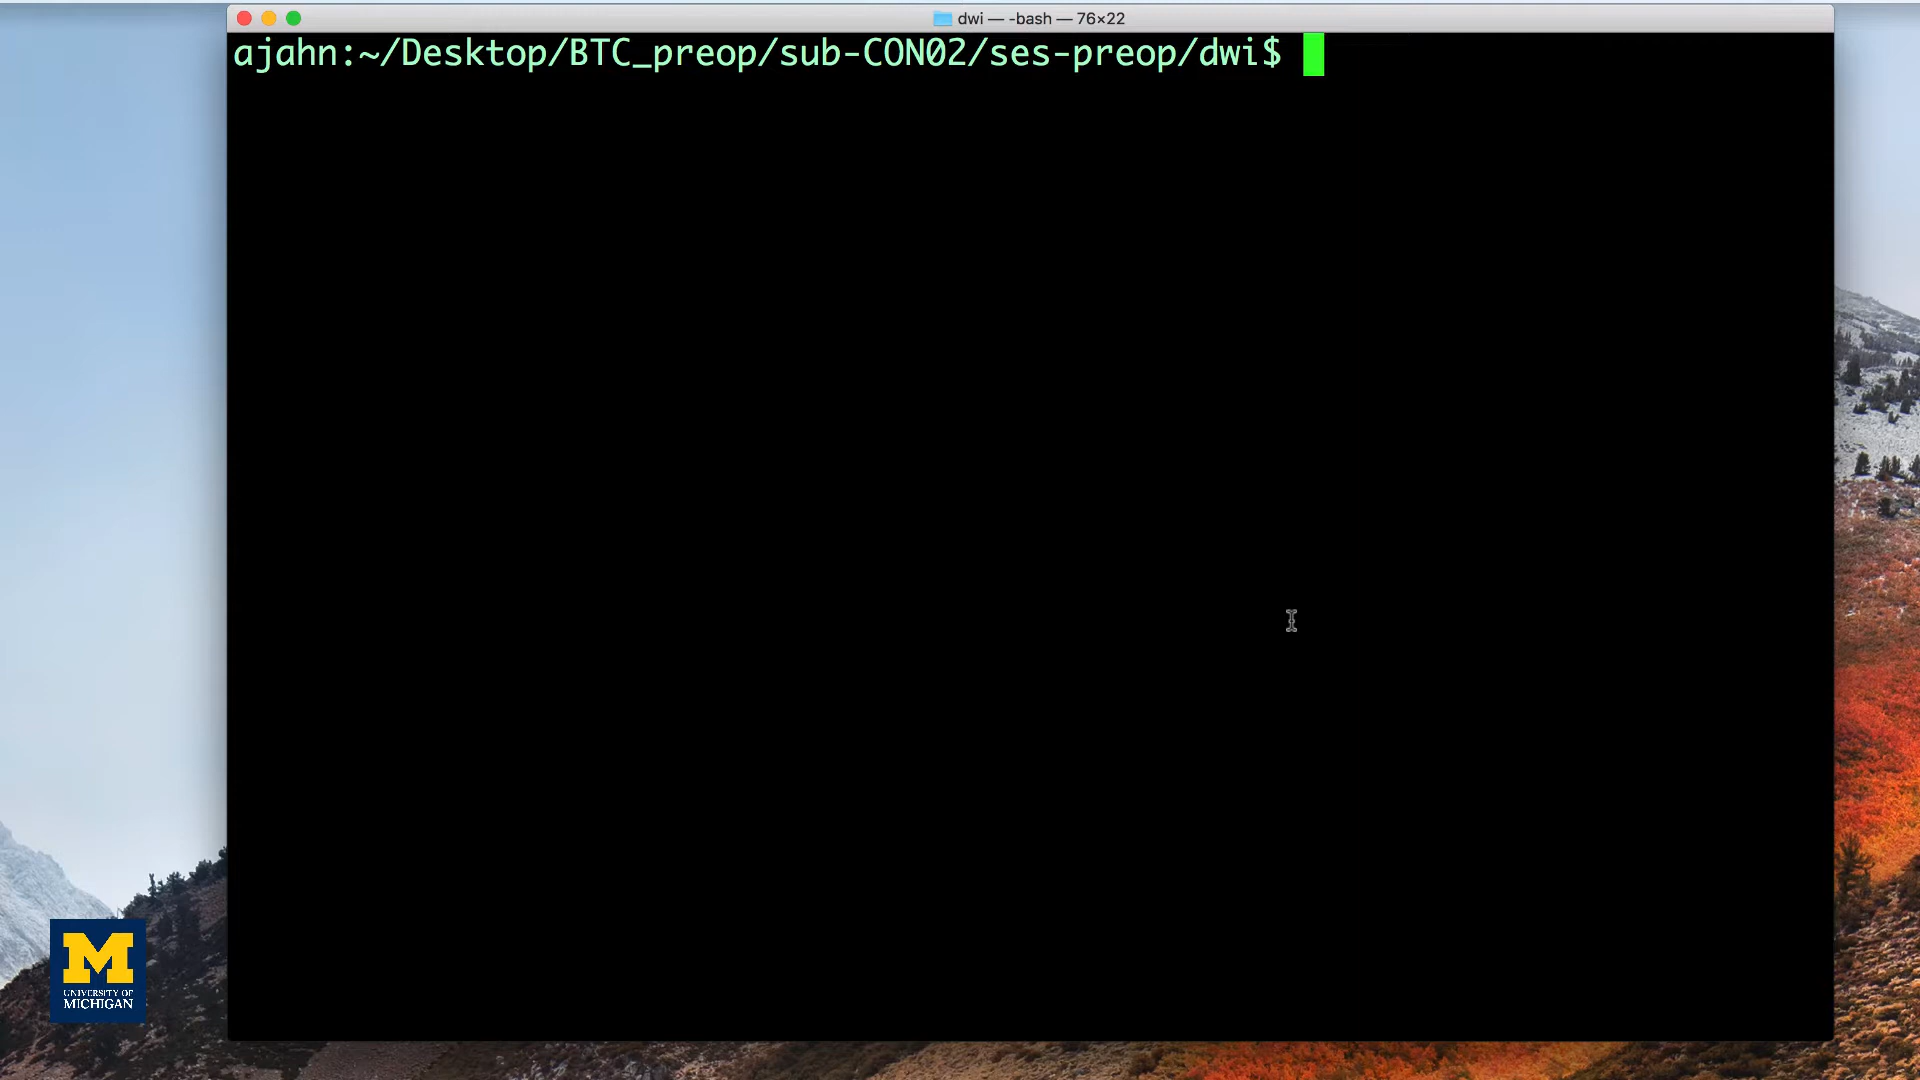 dwi — -bash — 76×22
ajahn:~/Desktop/BTC_preop/sub-CON02/ses-preop/dwi$
M
UNIVERSITY OF
MICHIGAN